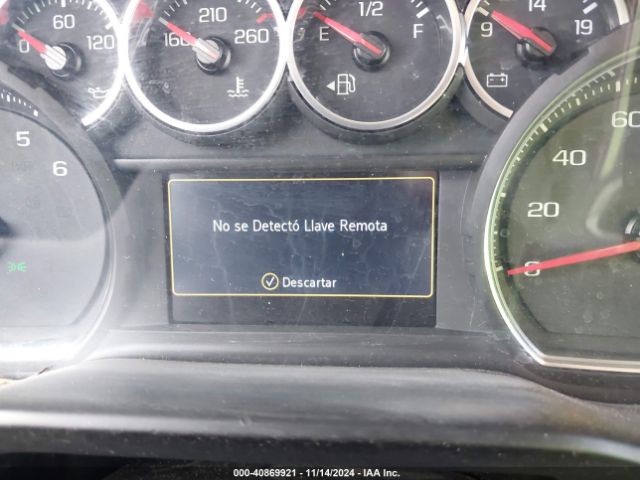 0 60 120
160 210 260
E 1/2 F
9 14 19
5
6
60
40
20
0
No se Detectó Llave Remota
Descartar
000-40869921 - 11/14/2024 - IAA Inc.